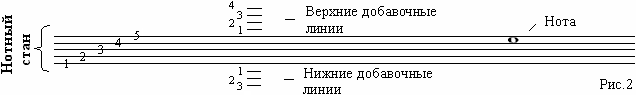 Нотный
стан
1 2 3 4 5
4
3
2
1
Верхние добавочные
линии
Нота
1
2
3
Нижние добавочные
линии
Рис.2